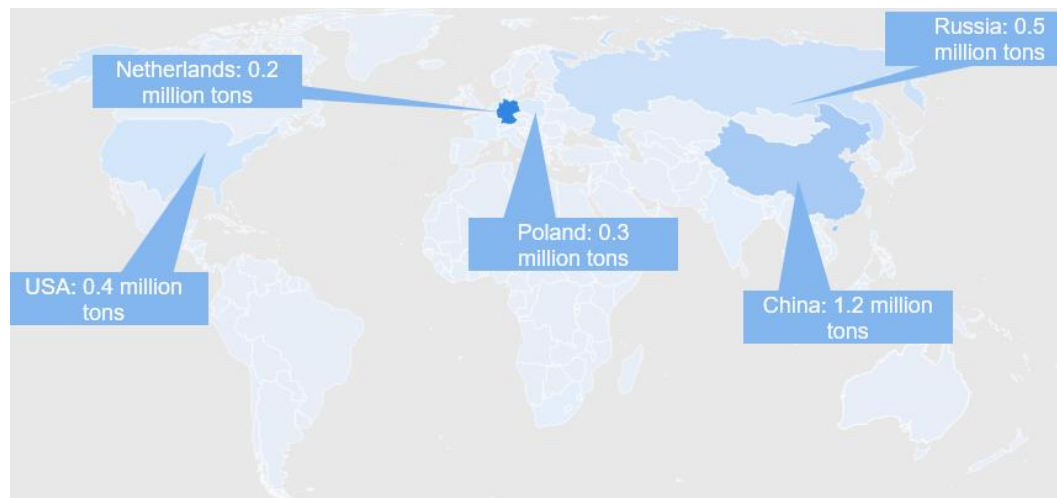 Russia: 0.5
million tons
Netherlands: 0.2
million tons
Poland: 0.3
million tons
USA: 0.4 million
tons
China: 1.2 million
tons